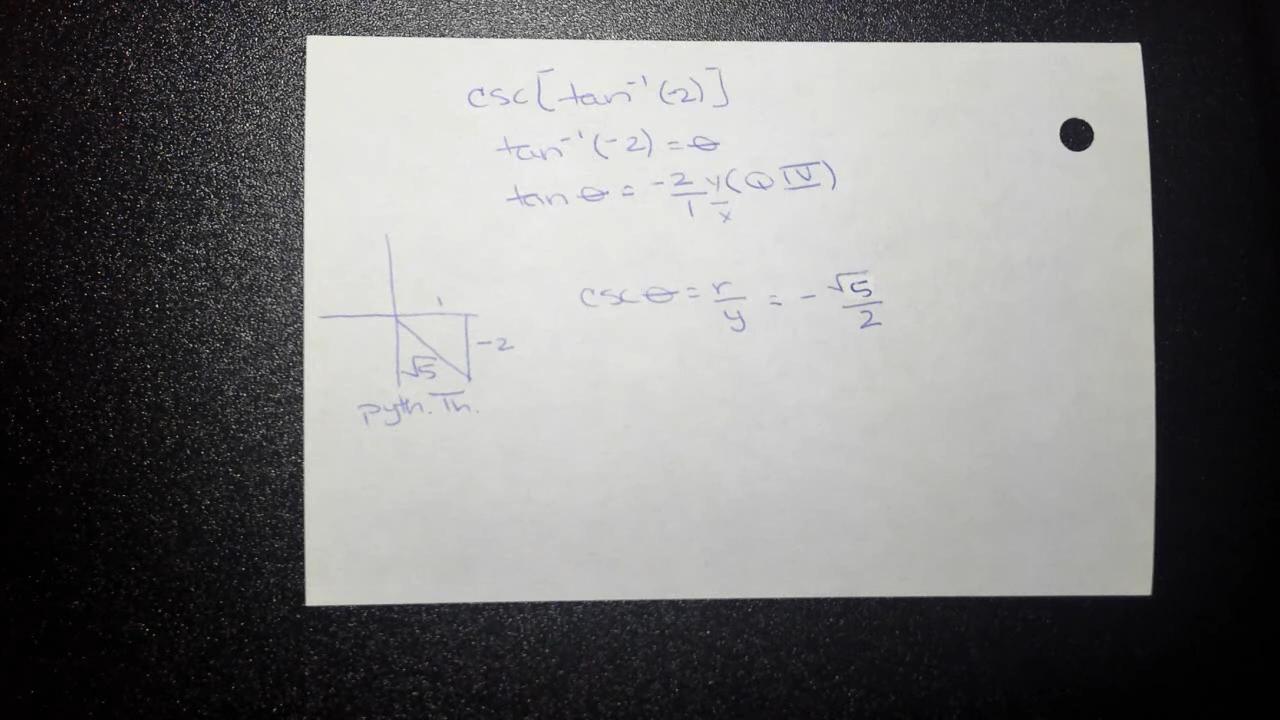 csc[tan⁻¹(-2)]
tan⁻¹(-2) = θ
tan θ = -2/1 y/x (Q IV)
1
-2
√5
pyth. Th.
csc θ = r/y = - √5/2